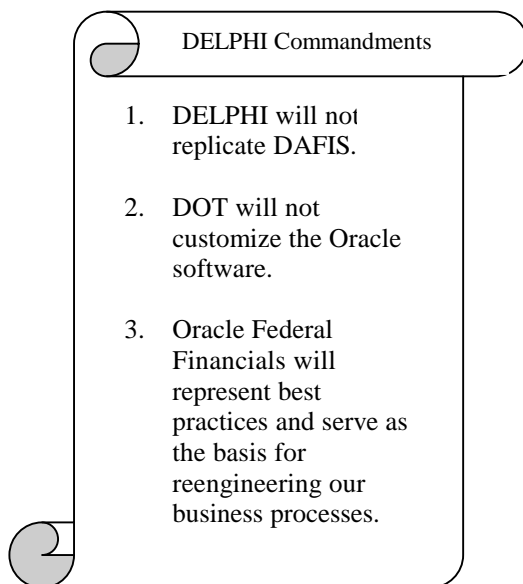 DELPHI Commandments
1. DELPHI will not
replicate DAFIS.
2. DOT will not
customize the Oracle
software.
3. Oracle Federal
Financials will
represent best
practices and serve as
the basis for
reengineering our
business processes.